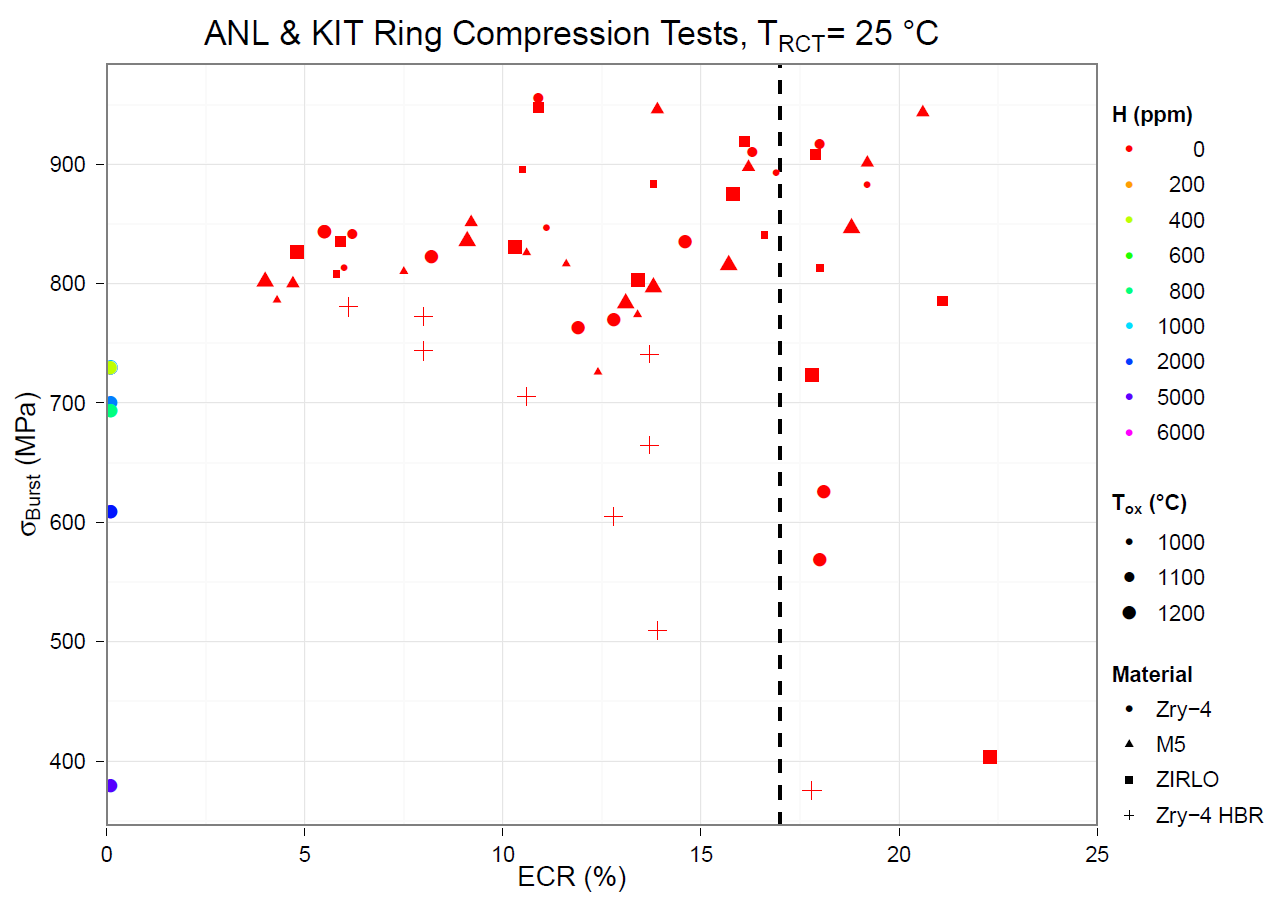 ANL & KIT Ring Compression Tests, T_RCT= 25 °C
σ_Burst (MPa)
900
800
700
600
500
400
0
5
10
15
20
25
ECR (%)
H (ppm)
0
200
400
600
800
1000
2000
5000
6000
T_ox (°C)
1000
1100
1200
Material
Zry−4
M5
ZIRLO
Zry−4 HBR